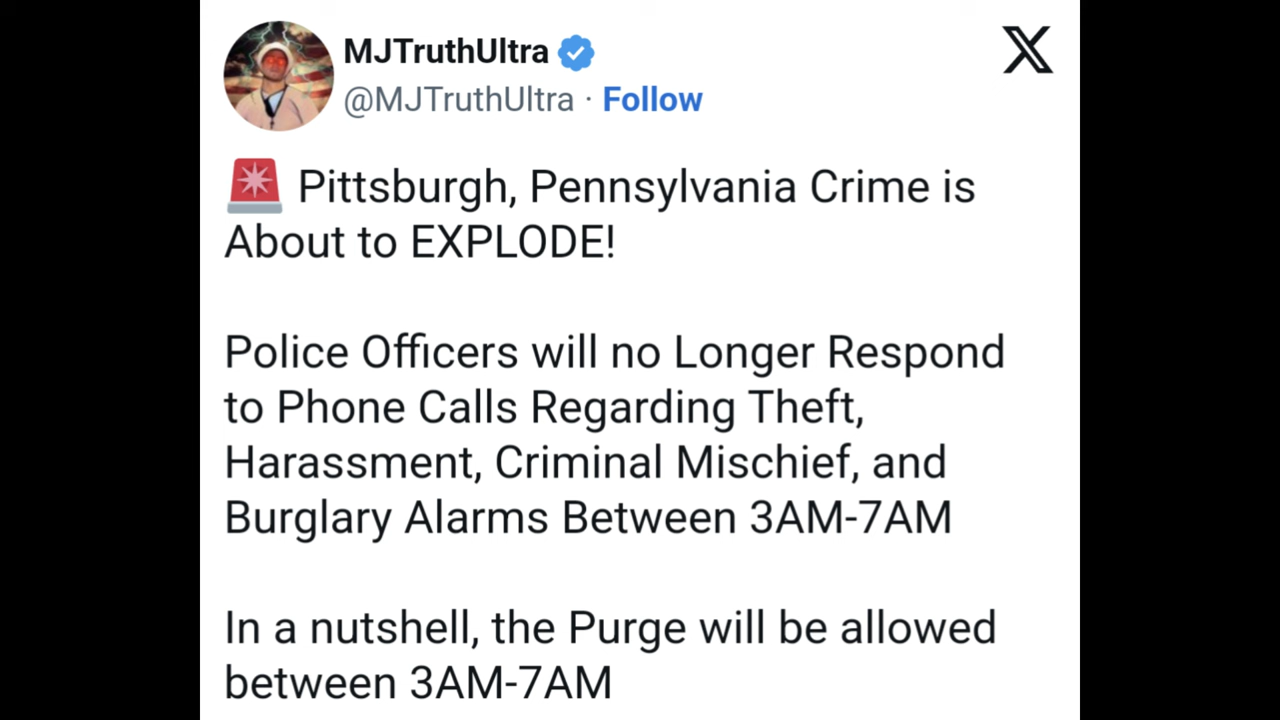 MJTruthUltra
@MJTruthUltra · Follow
🚨 Pittsburgh, Pennsylvania Crime is
About to EXPLODE!
Police Officers will no Longer Respond
to Phone Calls Regarding Theft,
Harassment, Criminal Mischief, and
Burglary Alarms Between 3AM-7AM
In a nutshell, the Purge will be allowed
between 3AM-7AM